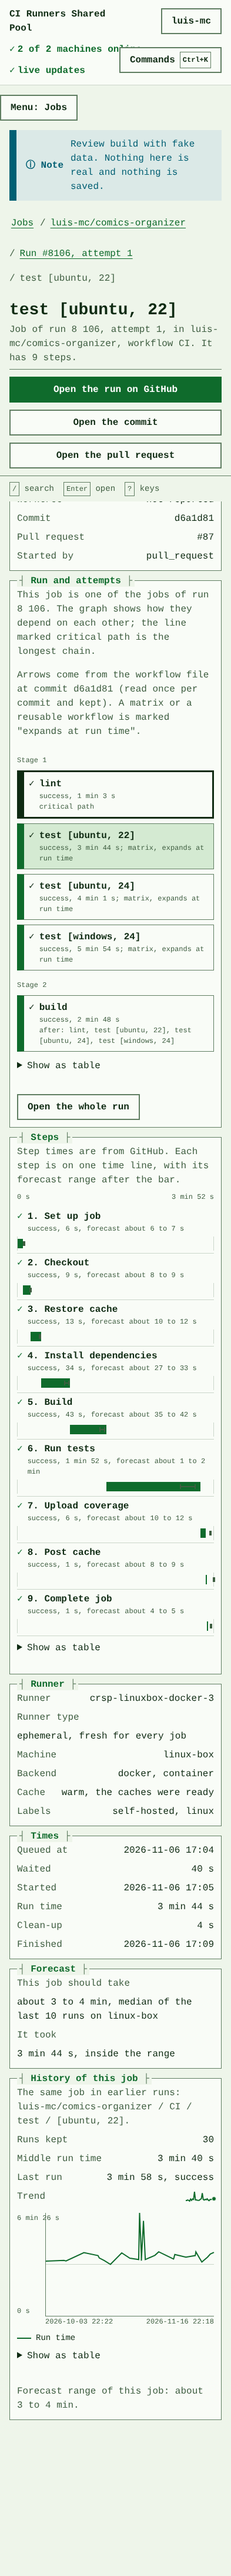 CI Runners Shared
Pool
luis-mc
✓ 2 of 2 machines
Commands Ctrl+K
✓ live updates
Menu: Jobs
ⓘ Note
Review build with fake
data. Nothing here is
real and nothing is
saved.
Jobs / luis-mc/comics-organizer
/ Run #8106, attempt 1
/ test [ubuntu, 22]
test [ubuntu, 22]
Job of run 8 106, attempt 1, in luis-
mc/comics-organizer, workflow CI. It
has 9 steps.
Open the run on GitHub
Open the commit
Open the pull request
/ search Enter open ? keys
Commit d6a1d81
Pull request #87
Started by pull_request
Run and attempts
This job is one of the jobs of run
8 106. The graph shows how they
depend on each other; the line
marked critical path is the
longest chain.
Arrows come from the workflow file
at commit d6a1d81 (read once per
commit and kept). A matrix or a
reusable workflow is marked
"expands at run time".
Stage 1
✓ lint
success, 1 min 3 s
critical path
✓ test [ubuntu, 22]
success, 3 min 44 s; matrix, expands at
run time
✓ test [ubuntu, 24]
success, 4 min 1 s; matrix, expands at
run time
✓ test [windows, 24]
success, 5 min 54 s; matrix, expands at
run time
Stage 2
✓ build
success, 2 min 48 s
after: lint, test [ubuntu, 22], test
[ubuntu, 24], test [windows, 24]
▶ Show as table
Open the whole run
Steps
Step times are from GitHub. Each
step is on one time line, with its
forecast range after the bar.
0 s 3 min 52 s
✓ 1. Set up job
success, 6 s, forecast about 6 to 7 s
✓ 2. Checkout
success, 9 s, forecast about 8 to 9 s
✓ 3. Restore cache
success, 13 s, forecast about 10 to 12 s
✓ 4. Install dependencies
success, 34 s, forecast about 27 to 33 s
✓ 5. Build
success, 43 s, forecast about 35 to 42 s
✓ 6. Run tests
success, 1 min 52 s, forecast about 1 to 2
min
✓ 7. Upload coverage
success, 6 s, forecast about 10 to 12 s
✓ 8. Post cache
success, 1 s, forecast about 8 to 9 s
✓ 9. Complete job
success, 1 s, forecast about 4 to 5 s
▶ Show as table
Runner
Runner crsp-linuxbox-docker-3
Runner type
ephemeral, fresh for every job
Machine linux-box
Backend docker, container
Cache warm, the caches were ready
Labels self-hosted, linux
Times
Queued at 2026-11-06 17:04
Waited 40 s
Started 2026-11-06 17:05
Run time 3 min 44 s
Clean-up 4 s
Finished 2026-11-06 17:09
Forecast
This job should take
about 3 to 4 min, median of the
last 10 runs on linux-box
It took
3 min 44 s, inside the range
History of this job
The same job in earlier runs:
luis-mc/comics-organizer / CI /
test / [ubuntu, 22].
Runs kept 30
Middle run time 3 min 40 s
Last run 3 min 58 s, success
Trend
6 min 26 s
0 s
2026-10-03 22:22 2026-11-16 22:18
Run time
▶ Show as table
Forecast range of this job: about
3 to 4 min.